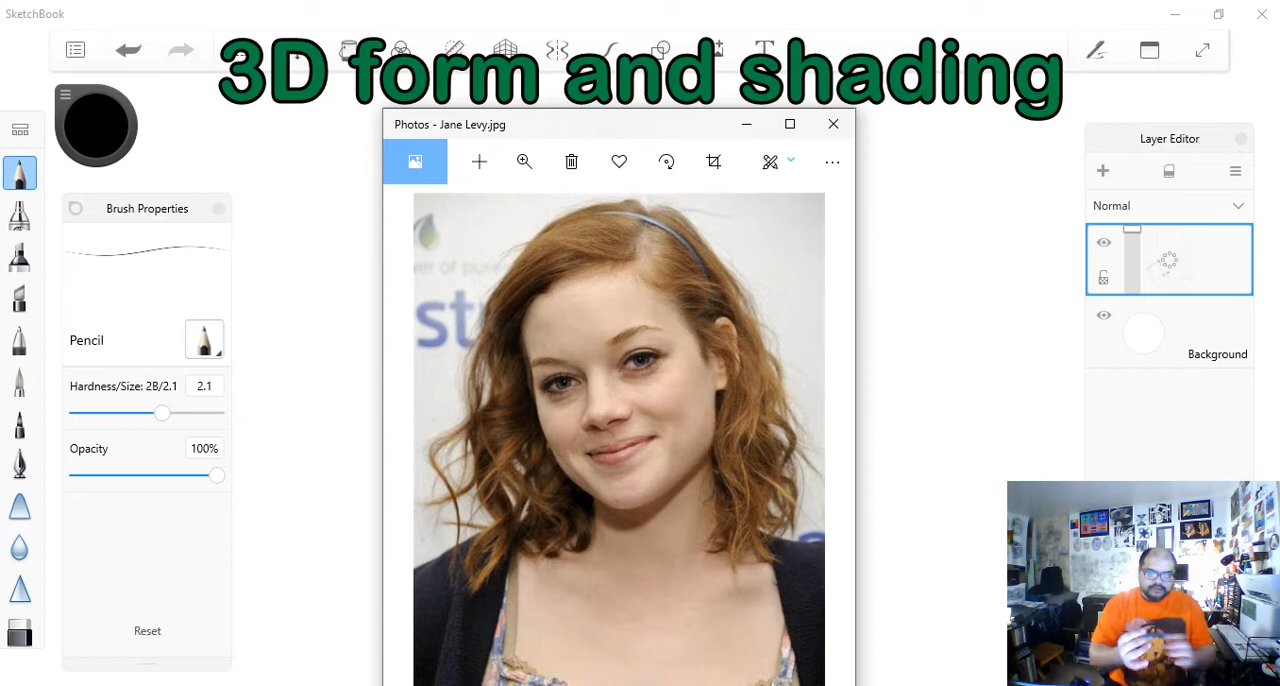 SketchBook
3D form and shading
Photos - Jane Levy.jpg
Layer Editor
Brush Properties
Normal
st
Pencil
Background
Hardness/Size: 2B/2.1 2.1
Opacity 100%
Reset